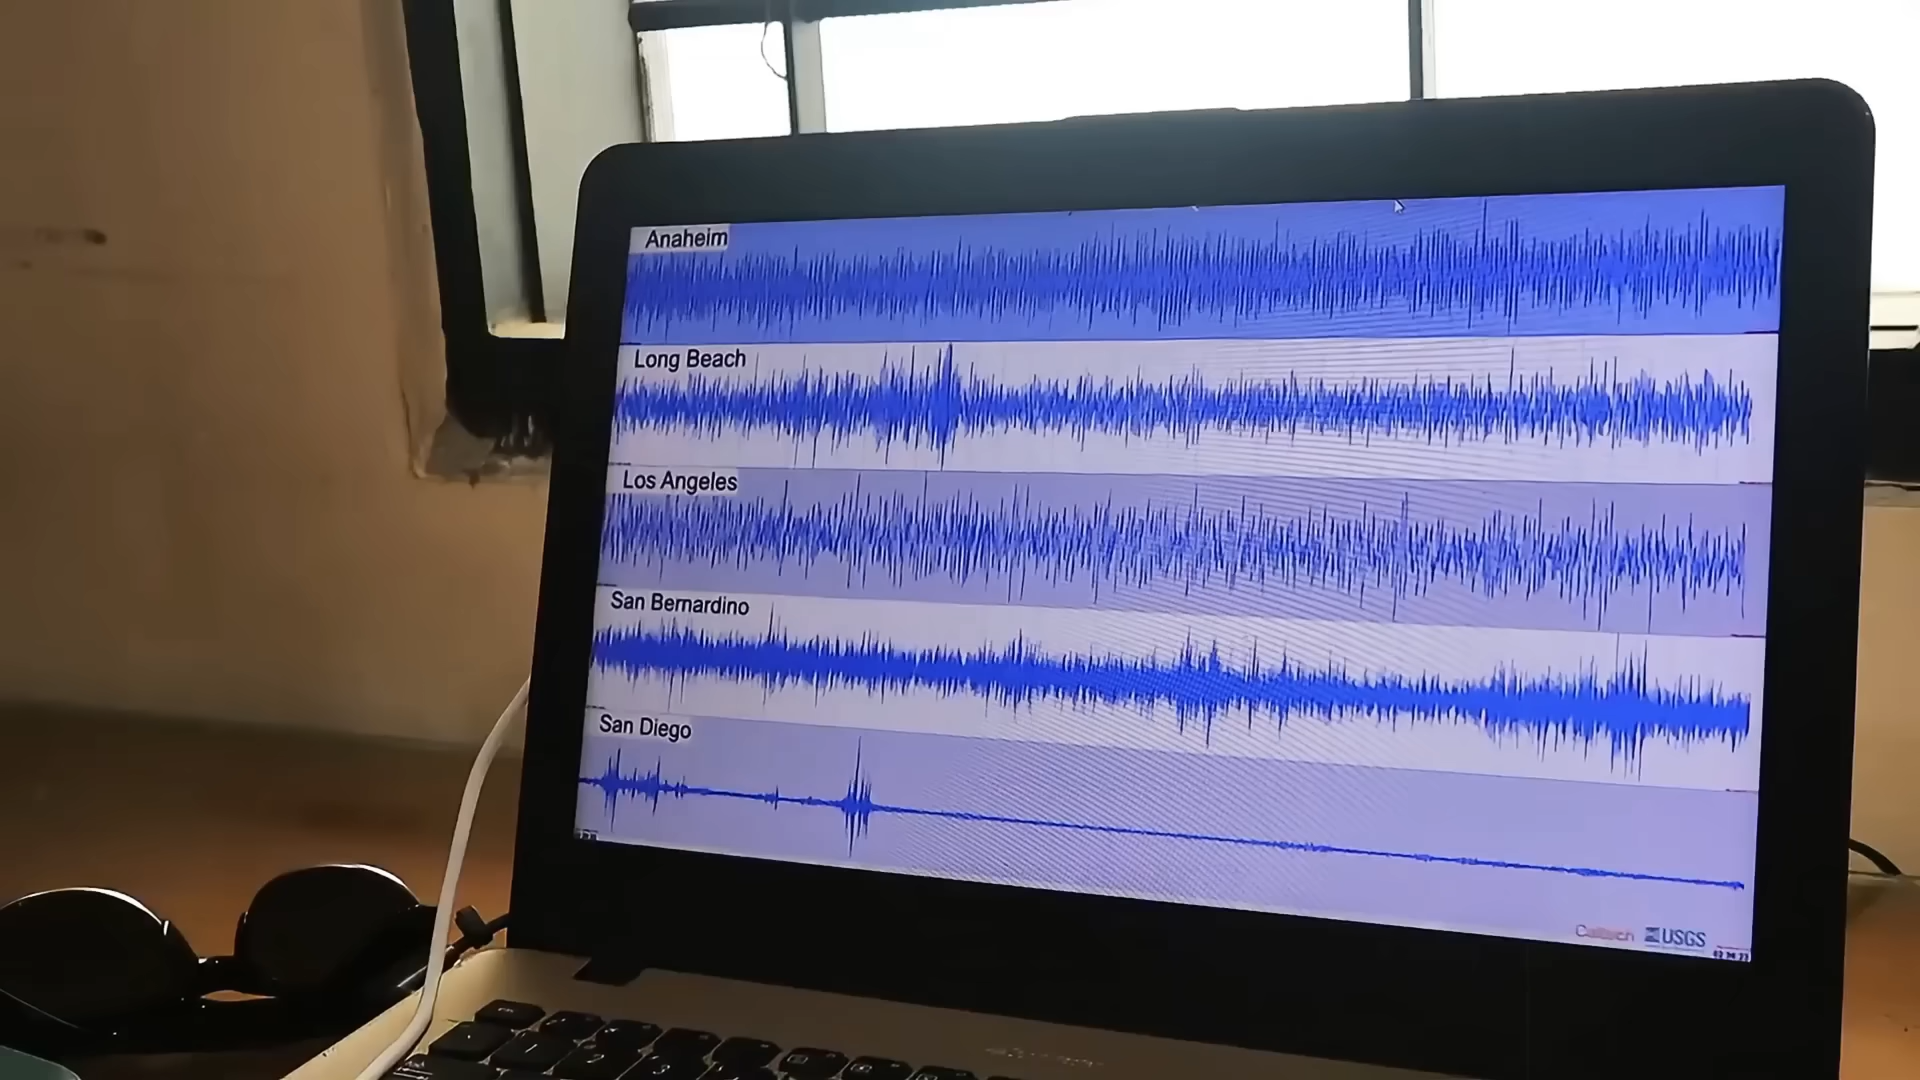 Anaheim
Long Beach
Los Angeles
San Bernardino
San Diego
Caltech
USGS